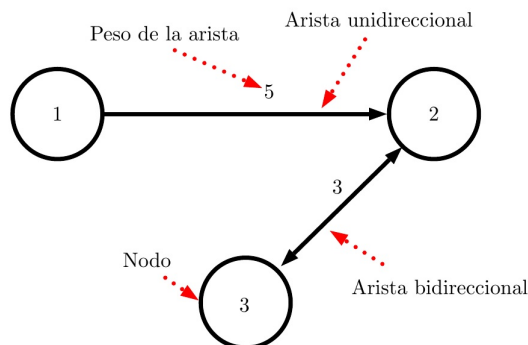 Arista unidireccional
Peso de la arista
5
1
2
3
Nodo
Arista bidireccional
3